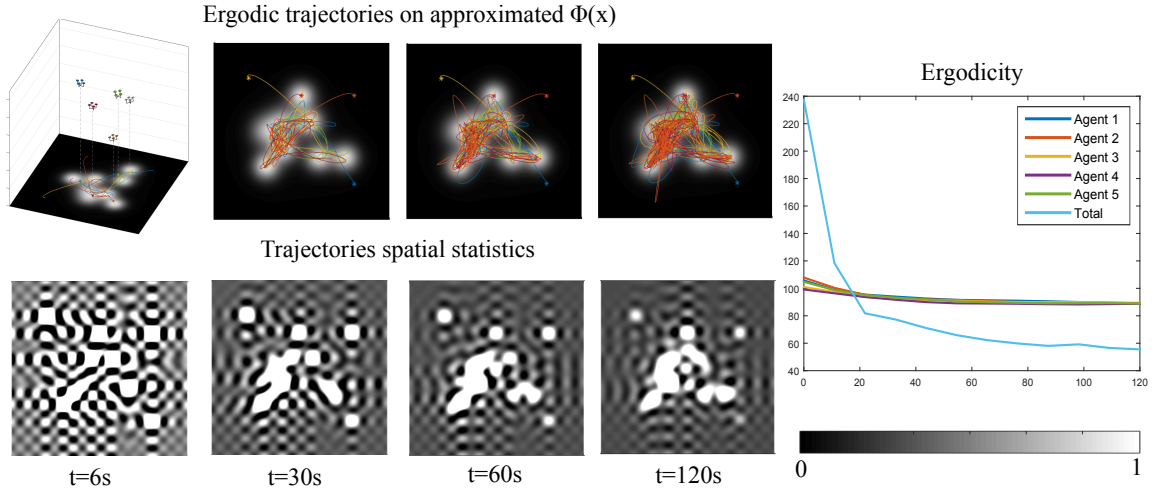 Ergodic trajectories on approximated Φ(x)
Ergodicity
240
220
200
180
160
140
120
100
80
60
40
Agent 1
Agent 2
Agent 3
Agent 4
Agent 5
Total
0 20 40 60 80 100 120
Trajectories spatial statistics
t=6s
t=30s
t=60s
t=120s
0 1